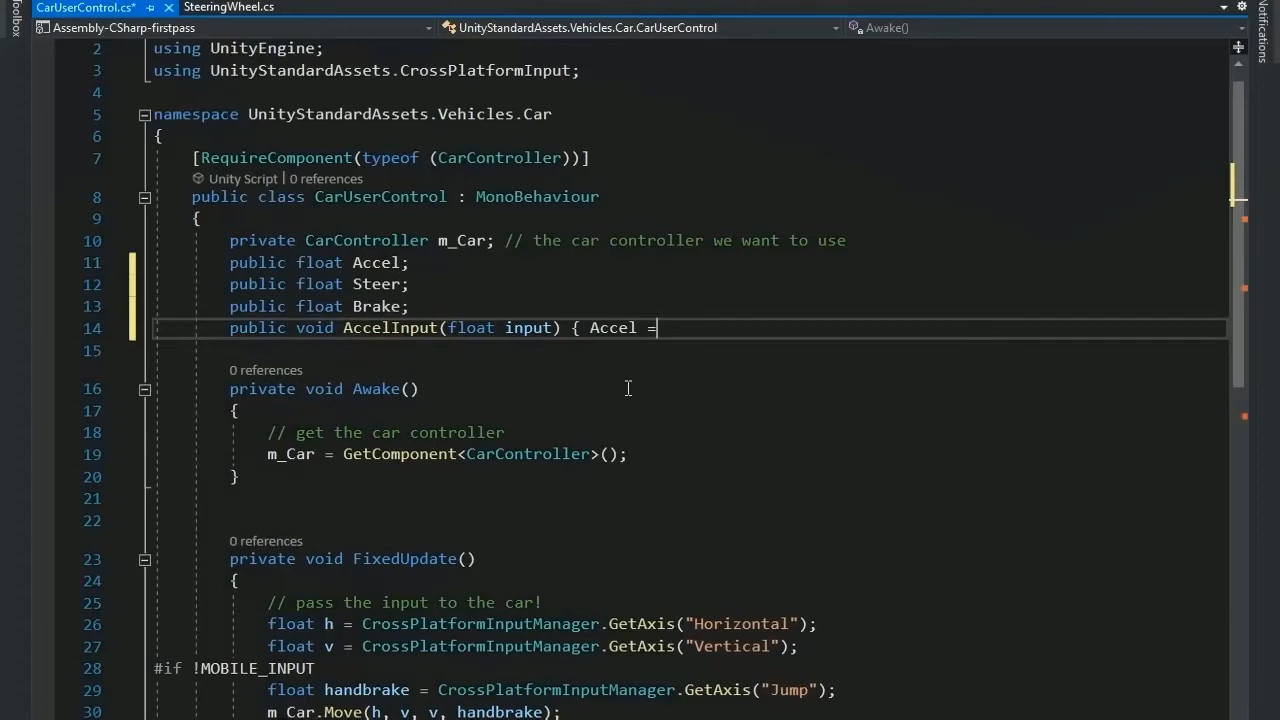 CarUserControl.cs*
SteeringWheel.cs
Toolbox
Notifications
Assembly-CSharp-firstpass
UnityStandardAssets.Vehicles.Car.CarUserControl
Awake()
2 using UnityEngine;
3 using UnityStandardAssets.CrossPlatformInput;
4
5 namespace UnityStandardAssets.Vehicles.Car
6 {
7 [RequireComponent(typeof (CarController))]
Unity Script | 0 references
8 public class CarUserControl : MonoBehaviour
9 {
10 private CarController m_Car; // the car controller we want to use
11 public float Accel;
12 public float Steer;
13 public float Brake;
14 public void AccelInput(float input) { Accel =
15
0 references
16 private void Awake()
17 {
18 // get the car controller
19 m_Car = GetComponent<CarController>();
20 }
21
22
0 references
23 private void FixedUpdate()
24 {
25 // pass the input to the car!
26 float h = CrossPlatformInputManager.GetAxis("Horizontal");
27 float v = CrossPlatformInputManager.GetAxis("Vertical");
28 #if !MOBILE_INPUT
29 float handbrake = CrossPlatformInputManager.GetAxis("Jump");
30 m_Car.Move(h, v, v, handbrake);